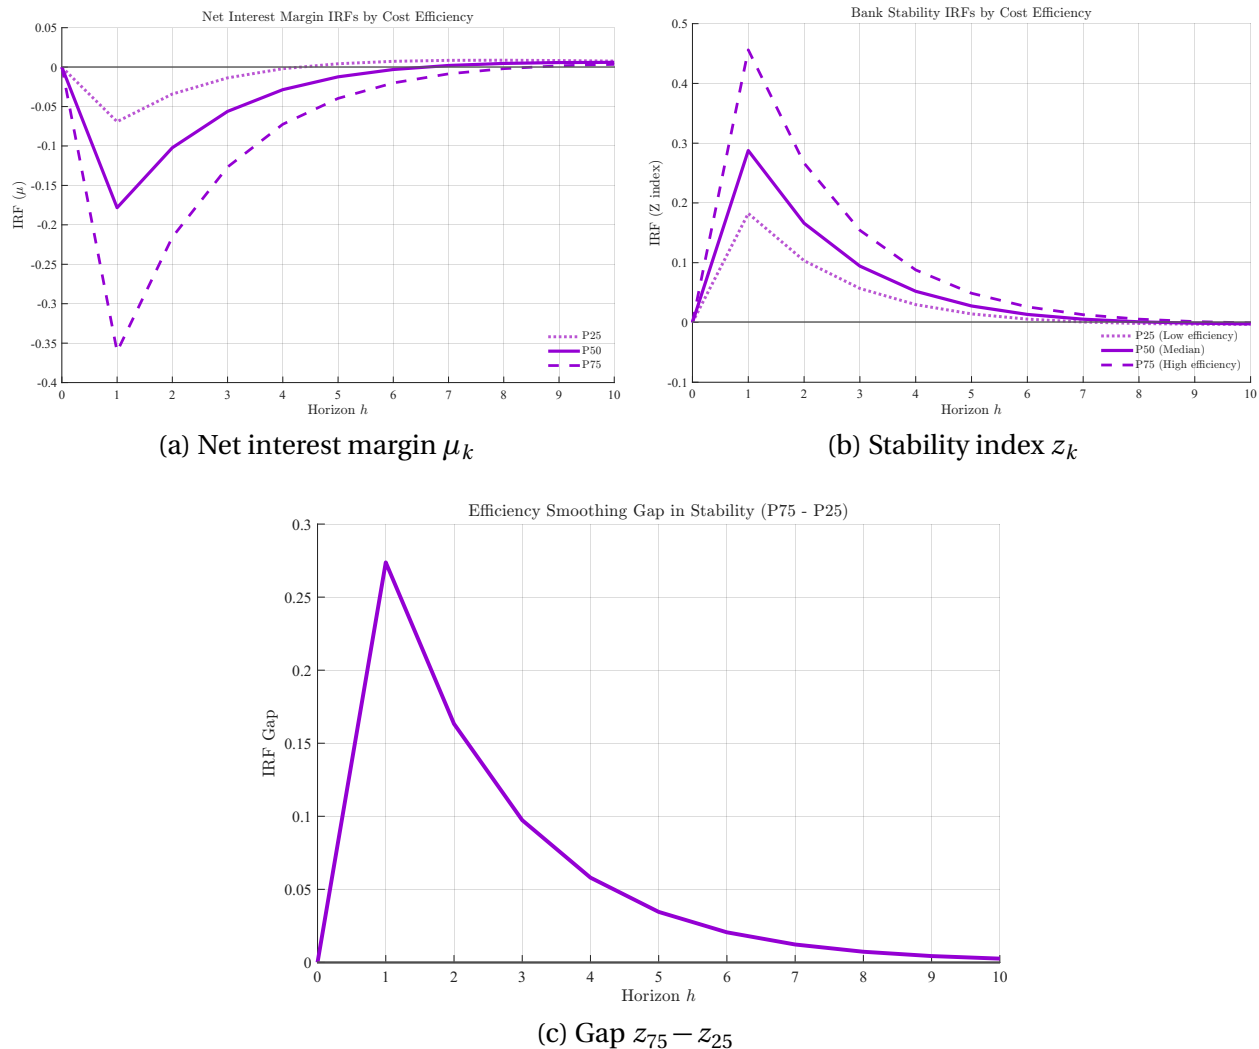 Net Interest Margin IRFs by Cost Efficiency
0.05
0
-0.05
-0.1
-0.15
-0.2
-0.25
-0.3
-0.35
-0.4
IRF (μ)
P25
P50
P75
0 1 2 3 4 5 6 7 8 9 10
Horizon h
(a) Net interest margin μk
Bank Stability IRFs by Cost Efficiency
0.5
0.4
0.3
0.2
0.1
0
-0.1
IRF (Z index)
P25 (Low efficiency)
P50 (Median)
P75 (High efficiency)
0 1 2 3 4 5 6 7 8 9 10
Horizon h
(b) Stability index zk
Efficiency Smoothing Gap in Stability (P75 - P25)
0.3
0.25
0.2
0.15
0.1
0.05
0
IRF Gap
0 1 2 3 4 5 6 7 8 9 10
Horizon h
(c) Gap z75 − z25